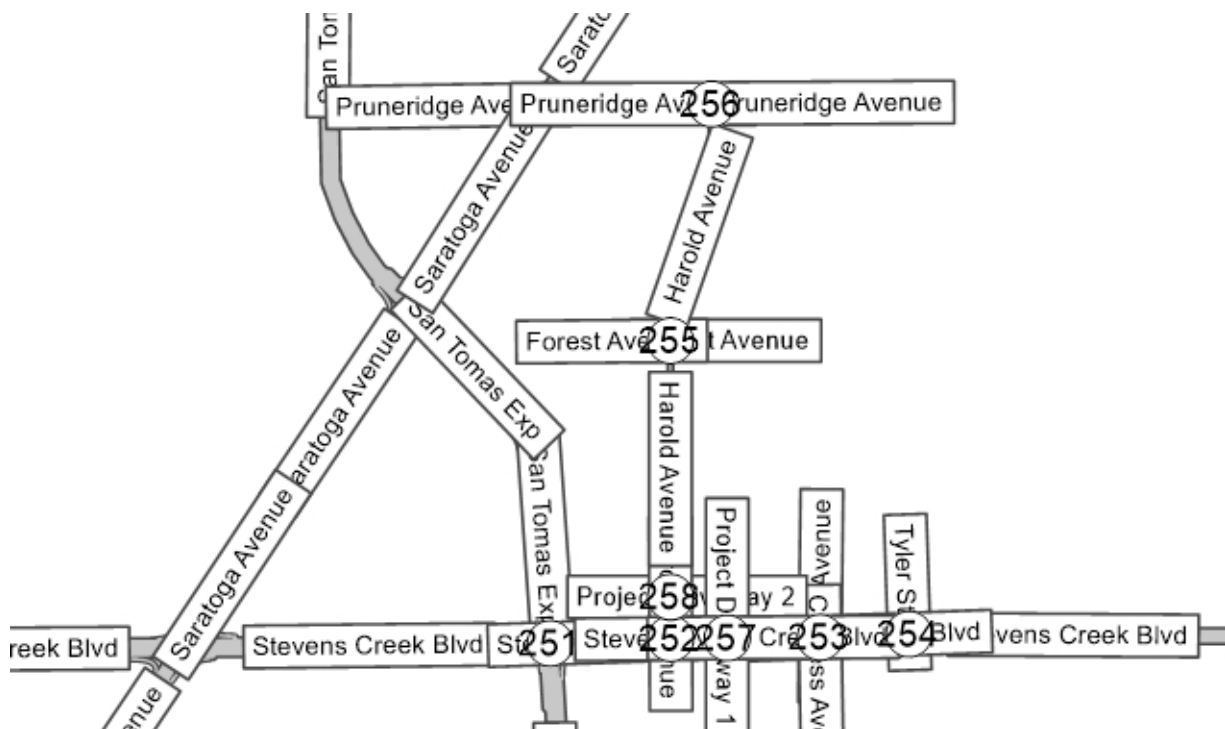 San Tom
Sarato
Pruneridge Ave
Pruneridge Av
256
runeridge Avenue
Saratoga Avenue
Harold Avenue
San Tomas Exp
Forest Ave
255
t Avenue
aratoga Avenue
Harold Avenue
San Tomas Exp
Saratoga Avenue
Project D
Avenue
Tyler St
Projec
258
ay 2
reek Blvd
Stevens Creek Blvd
St
251
Steve
252
257
Cre
253
Blvd
254
Blvd
vens Creek Blvd
enue
nue
way 1
ss Av